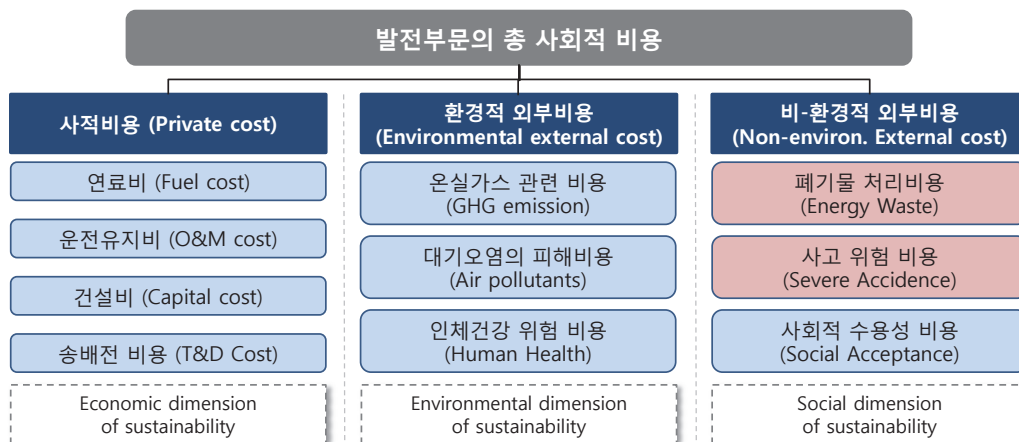 발전부문의 총 사회적 비용
사적비용 (Private cost)
연료비 (Fuel cost)
운전유지비 (O&M cost)
건설비 (Capital cost)
송배전 비용 (T&D Cost)
Economic dimension
of sustainability
환경적 외부비용
(Environmental external cost)
온실가스 관련 비용
(GHG emission)
대기오염의 피해비용
(Air pollutants)
인체건강 위험 비용
(Human Health)
Environmental dimension
of sustainability
비-환경적 외부비용
(Non-environ. External cost)
폐기물 처리비용
(Energy Waste)
사고 위험 비용
(Severe Accidence)
사회적 수용성 비용
(Social Acceptance)
Social dimension
of sustainability